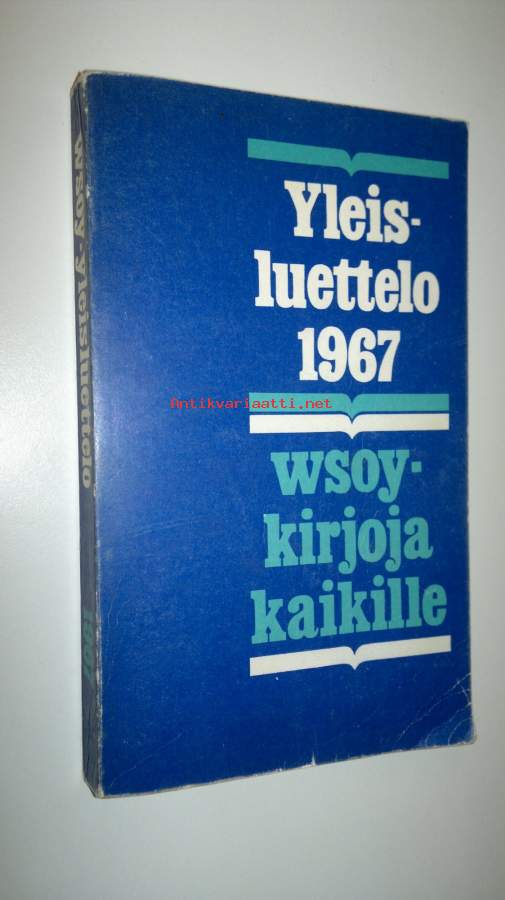 Yleis-
luettelo
1967
Antikvariaatti.net
wsoy-
kirjoja
kaikille
wsoy-yleisluettelo 1967